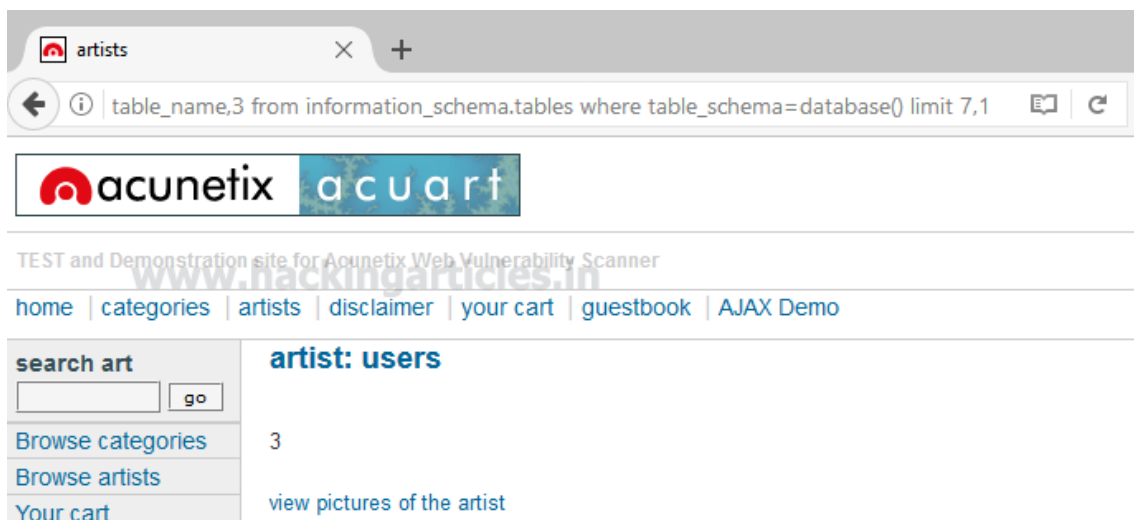 artists
table_name,3 from information_schema.tables where table_schema=database() limit 7,1
acunetix acuart
TEST and Demonstration site for Acunetix Web Vulnerability Scanner
www.hackingarticles.in
home | categories | artists | disclaimer | your cart | guestbook | AJAX Demo
search art
go
artist: users
Browse categories
3
Browse artists
view pictures of the artist
Your cart